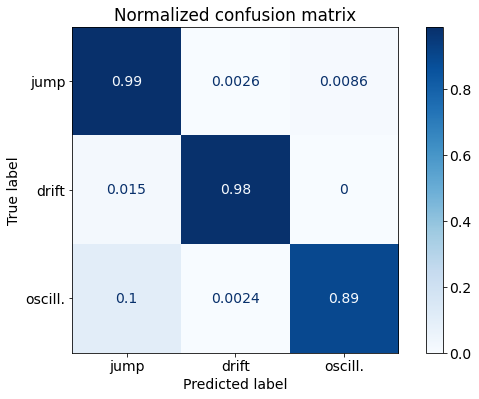 Normalized confusion matrix
True label
jump 0.99 0.0026 0.0086
drift 0.015 0.98 0
oscill. 0.1 0.0024 0.89
jump drift oscill.
Predicted label
0.8
0.6
0.4
0.2
0.0